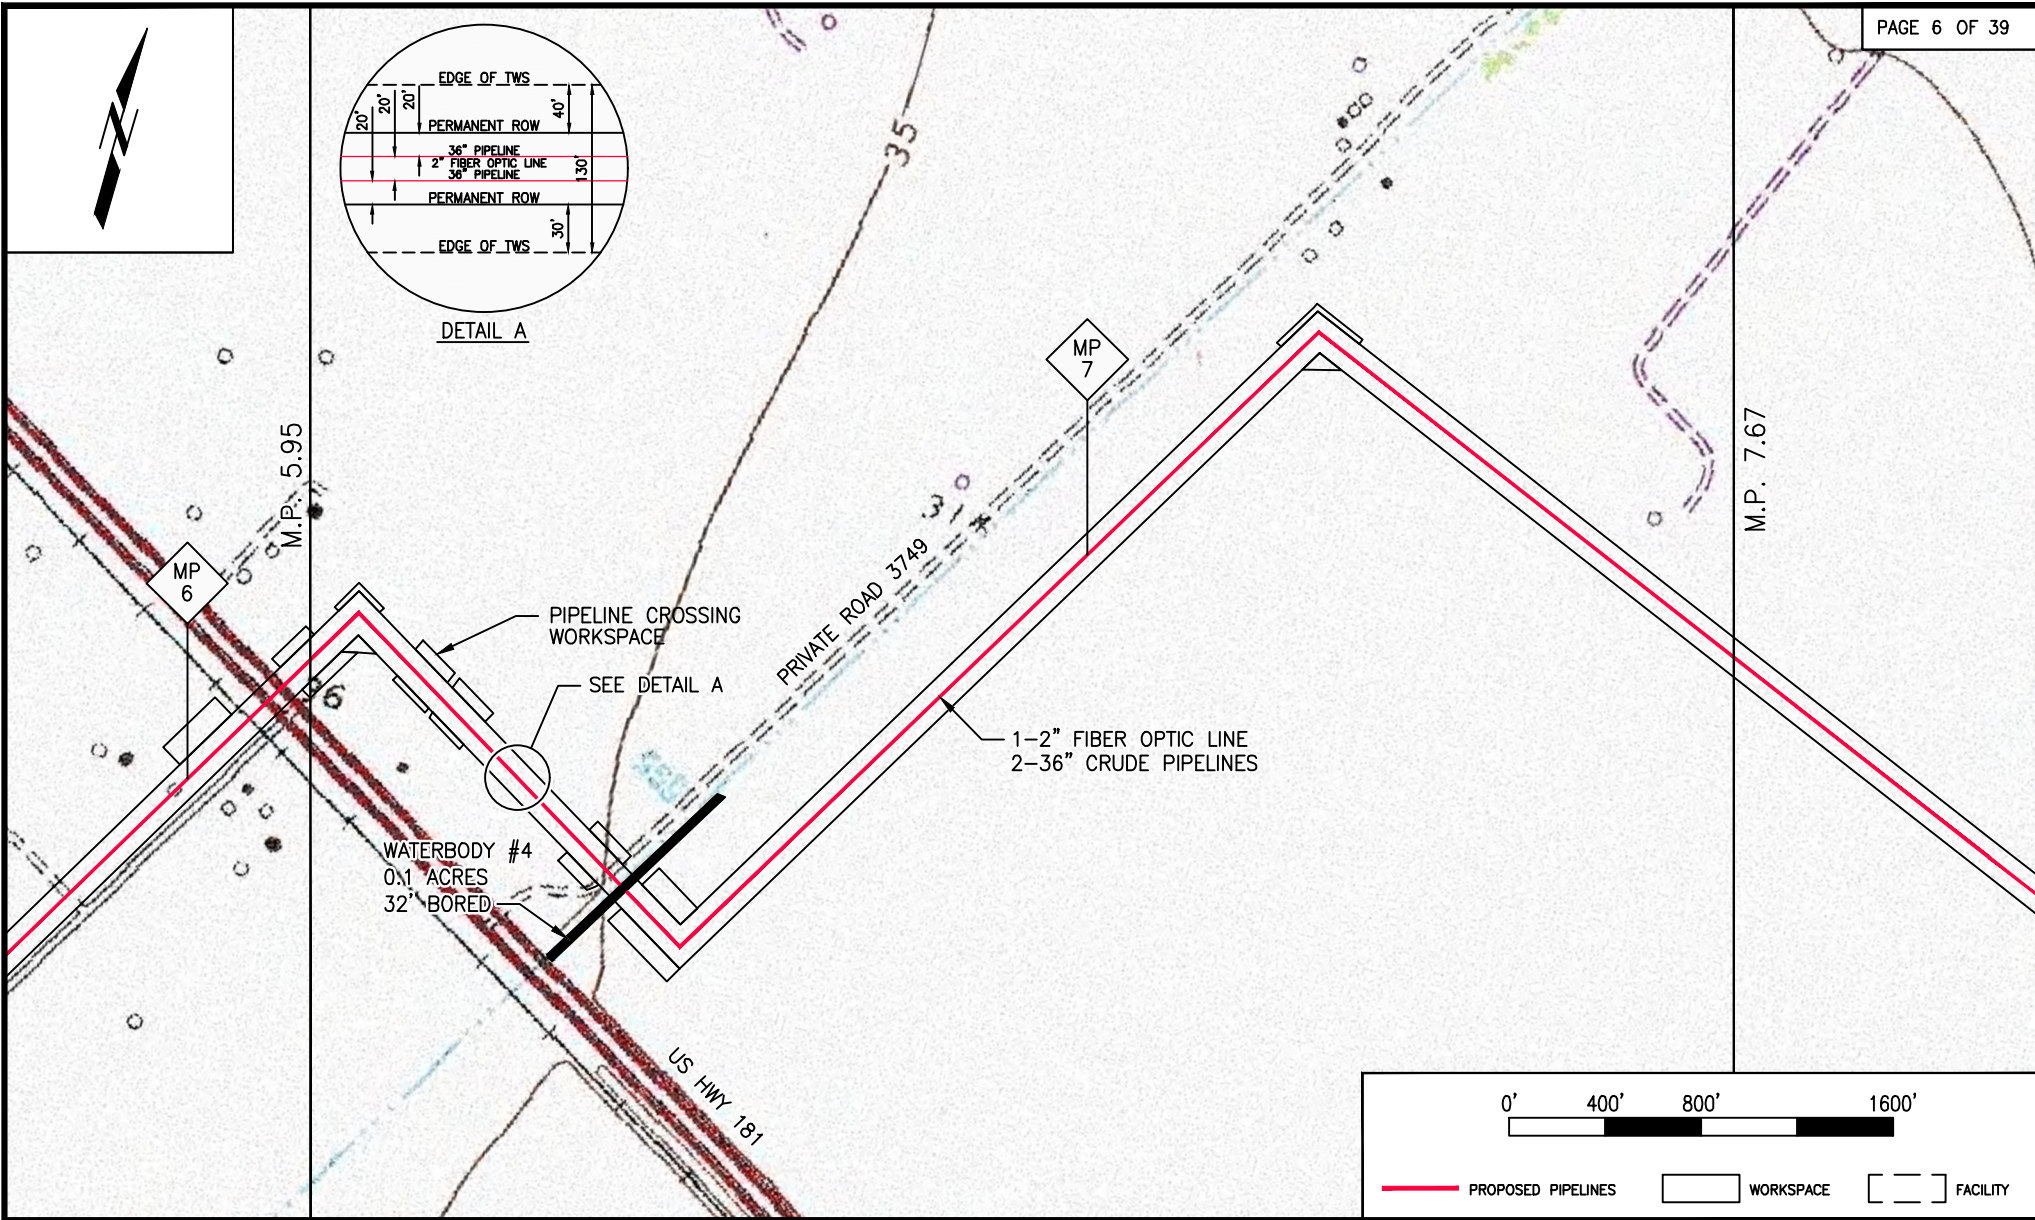 PAGE 6 OF 39
EDGE OF TWS
20'
20'
20'
40'
PERMANENT ROW
36" PIPELINE
2" FIBER OPTIC LINE
36" PIPELINE
130'
PERMANENT ROW
30'
EDGE OF TWS
DETAIL A
35
MP
7
M.P. 5.95
M.P. 7.67
31
MP
6
PRIVATE ROAD 3749
PIPELINE CROSSING
WORKSPACE
SEE DETAIL A
36
1-2" FIBER OPTIC LINE
2-36" CRUDE PIPELINES
WATERBODY #4
0.1 ACRES
32' BORED
US HWY 181
0' 400' 800' 1600'
PROPOSED PIPELINES
WORKSPACE
FACILITY